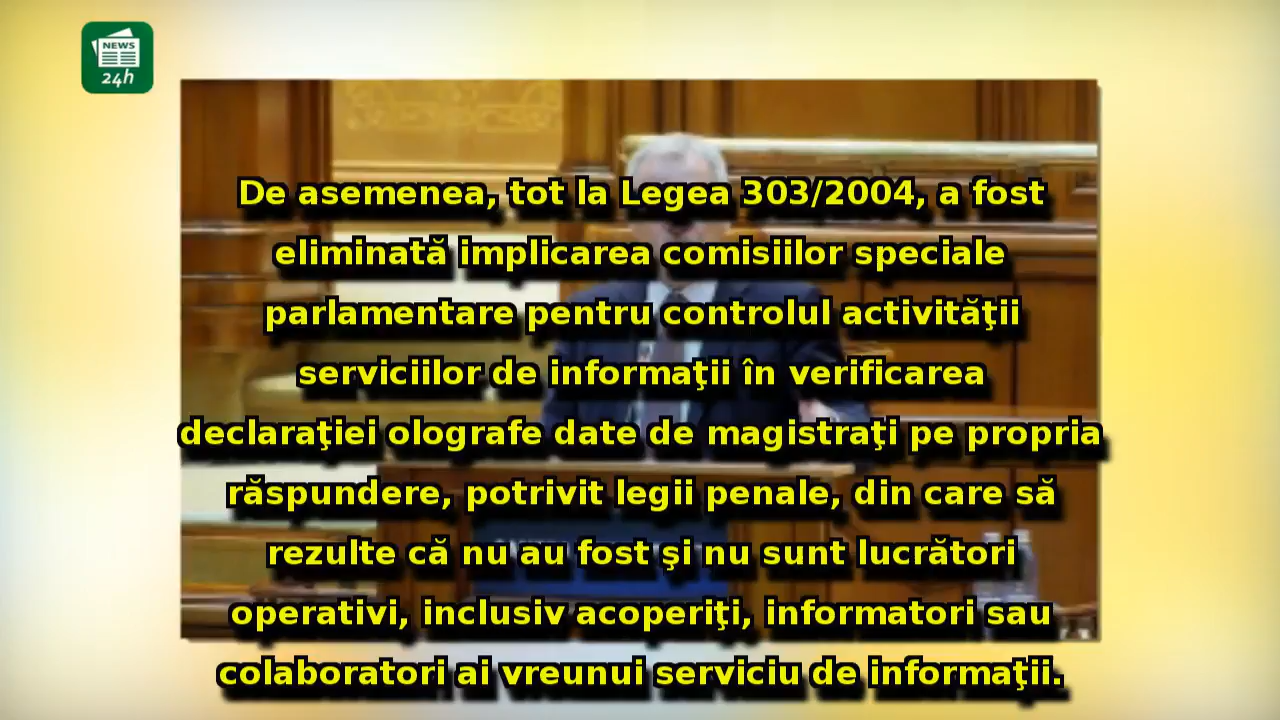 NEWS
24h
De asemenea, tot la Legea 303/2004, a fost
eliminată implicarea comisiilor speciale
parlamentare pentru controlul activităţii
serviciilor de informaţii în verificarea
declaraţiei olografe date de magistraţi pe propria
răspundere, potrivit legii penale, din care să
rezulte că nu au fost şi nu sunt lucrători
operativi, inclusiv acoperiţi, informatori sau
colaboratori ai vreunui serviciu de informaţii.